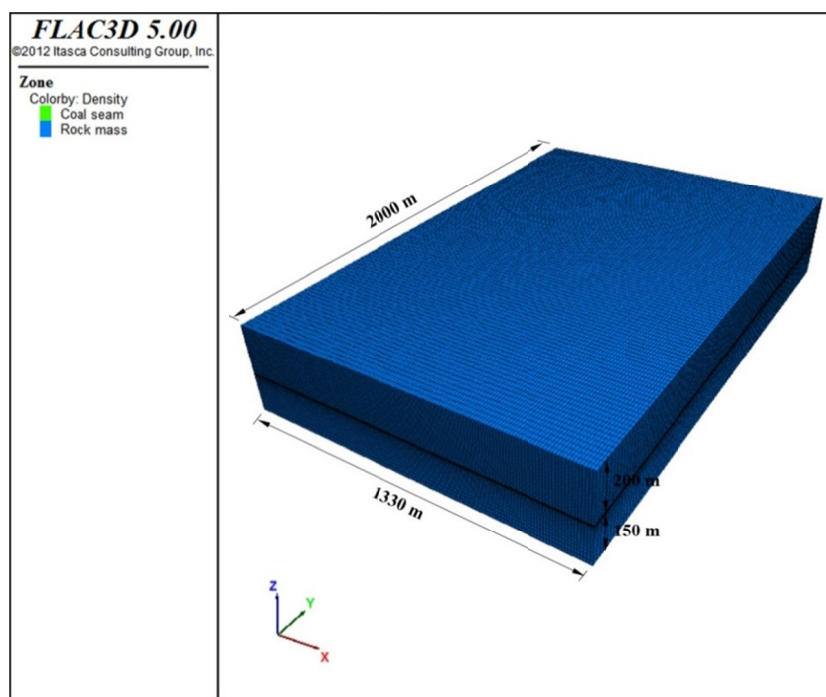 FLAC3D 5.00
©2012 Itasca Consulting Group, Inc.
Zone
Colorby: Density
Coal seam
Rock mass
2000 m
200 m
150 m
1330 m
Z
Y
X